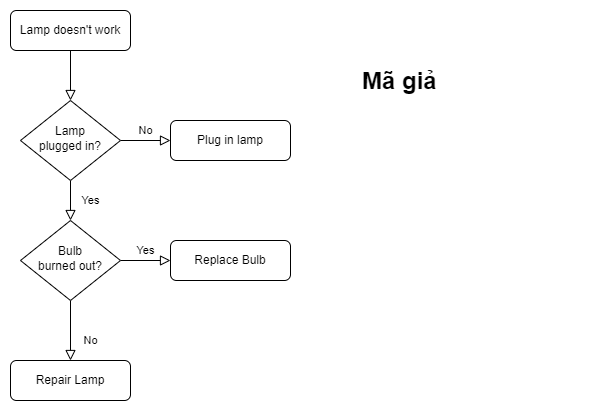 Lamp doesn't work
Mã giả
Lamp
plugged in?
No
Plug in lamp
Yes
Bulb
burned out?
Yes
Replace Bulb
No
Repair Lamp